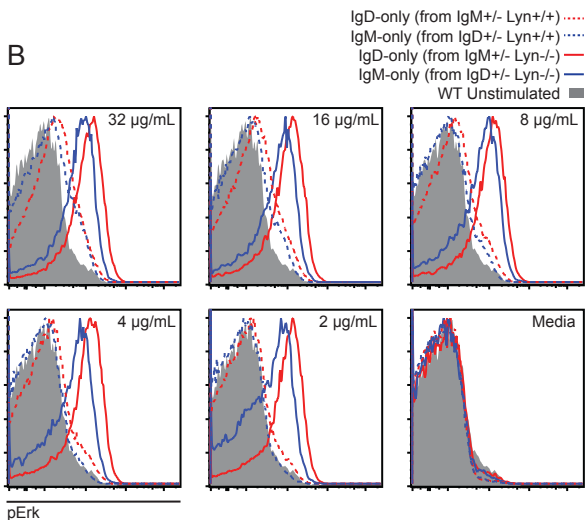 IgD-only (from IgM+/- Lyn+/+)
IgM-only (from IgD+/- Lyn+/+)
B
IgD-only (from IgM+/- Lyn-/-)
IgM-only (from IgD+/- Lyn-/-)
WT Unstimulated
32 µg/mL
16 µg/mL
8 µg/mL
4 µg/mL
2 µg/mL
Media
pErk